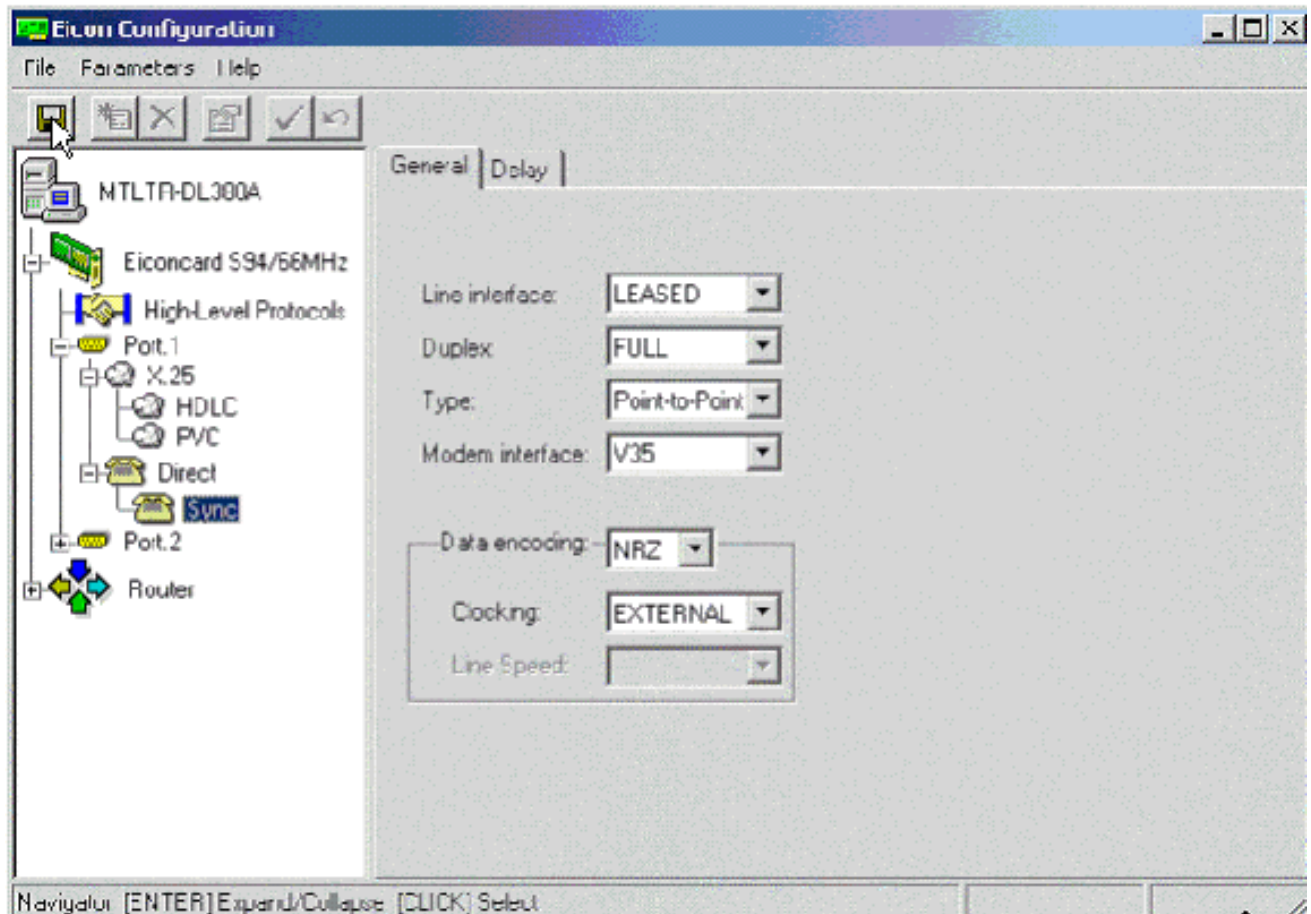 Eicon Configuration
File Parameters Help
MTLTR-DL300A
Eiconcard S94/66MHz
High-Level Protocols
Port.1
X.25
HDLC
PVC
Direct
Sync
Port.2
Router
General Delay
Line interface: LEASED
Duplex: FULL
Type: Point-to-Point
Modem interface: V35
Data encoding: NRZ
Clocking: EXTERNAL
Line Speed:
Navigator [ENTER] Expand/Collapse [CLICK] Select